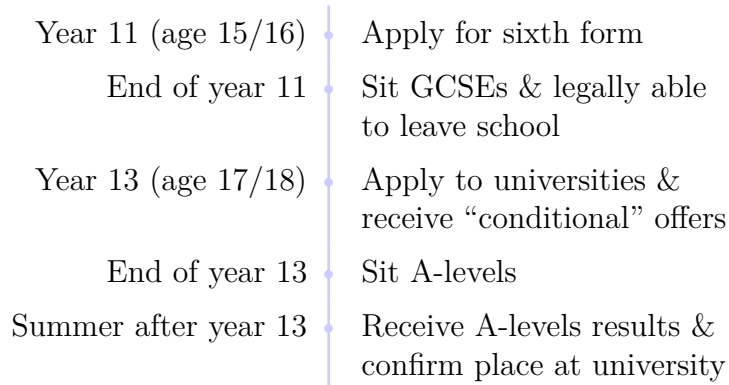 Year 11 (age 15/16) Apply for sixth form
End of year 11 Sit GCSEs & legally able
to leave school
Year 13 (age 17/18) Apply to universities &
receive “conditional” offers
End of year 13 Sit A-levels
Summer after year 13 Receive A-levels results &
confirm place at university